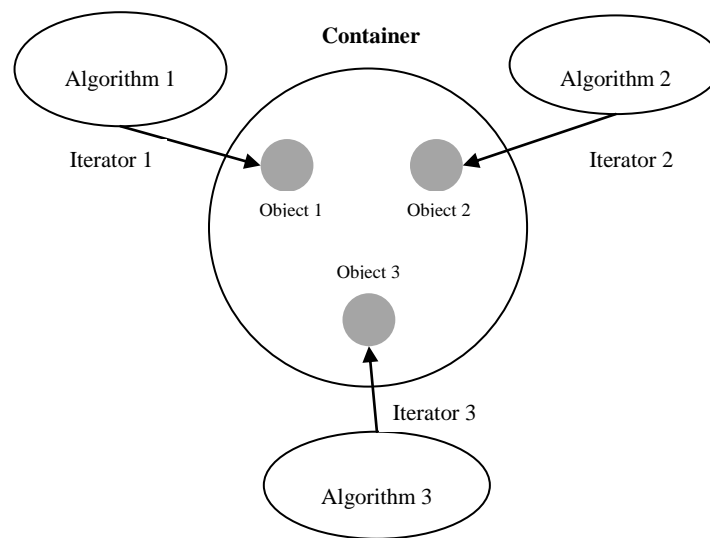 Container
Algorithm 1
Algorithm 2
Iterator 1
Iterator 2
Object 1
Object 2
Object 3
Iterator 3
Algorithm 3